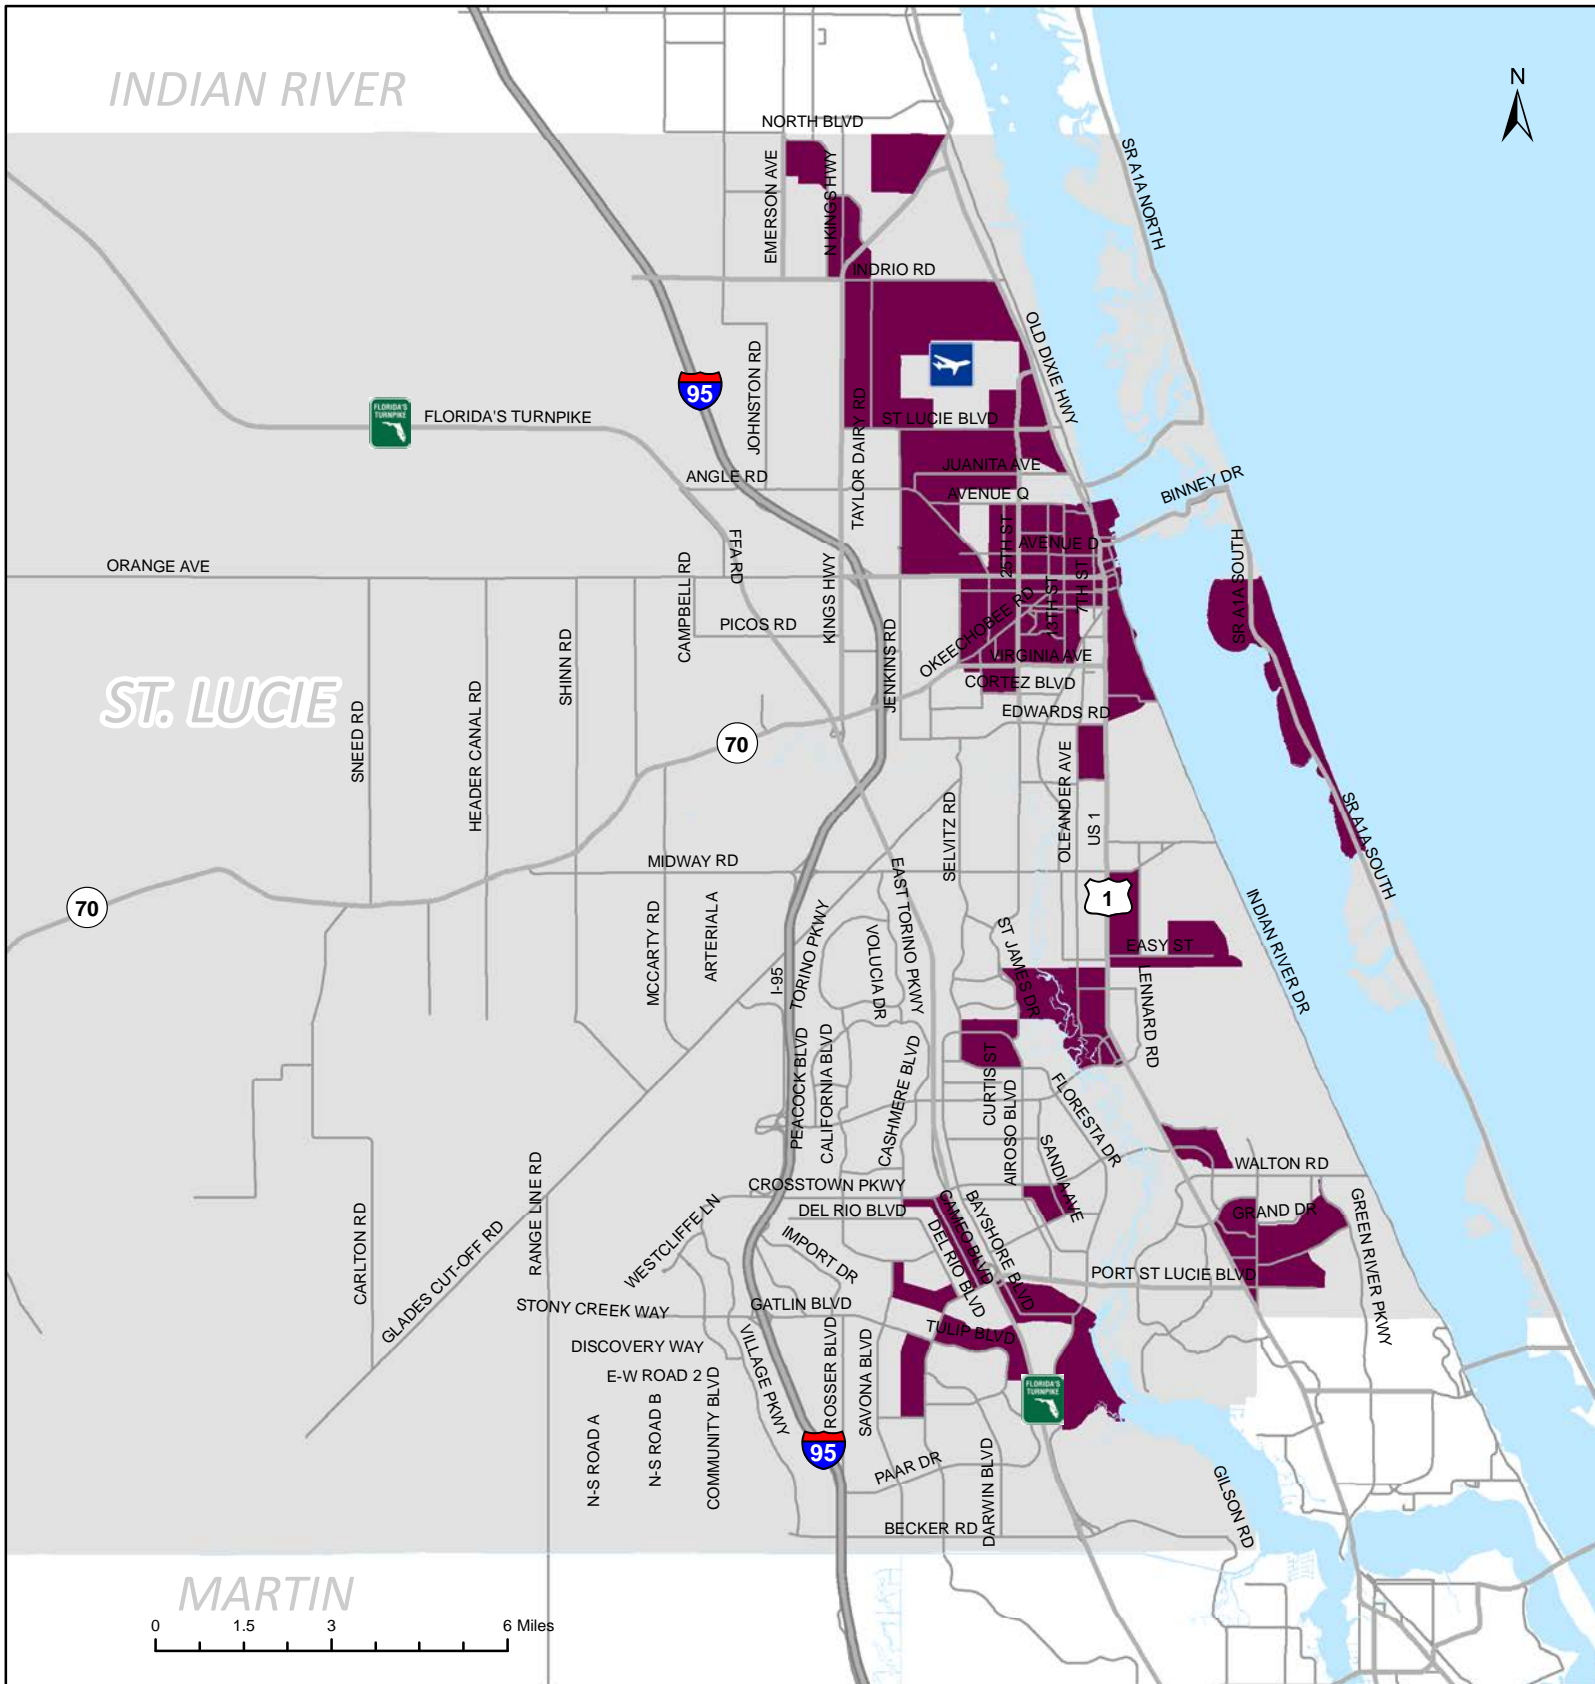 INDIAN RIVER
N
NORTH BLVD
SR A1A NORTH
EMERSON AVE
N KINGS HWY
INDRIO RD
OLD DIXIE HWY
JOHNSTON RD
95
FLORIDA'S TURNPIKE
FLORIDA'S TURNPIKE
TAYLOR DAIRY RD
ST LUCIE BLVD
JUANITA AVE
ANGLE RD
AVENUE Q
BINNEY DR
FFA RD
25TH ST
AVENUE D
SR A1A SOUTH
ORANGE AVE
CAMPBELL RD
KINGS HWY
13TH ST
7TH ST
PICOS RD
JENKINS RD
OKEECHOBEE RD
VIRGINIA AVE
SHINN RD
CORTEZ BLVD
ST. LUCIE
HEADER CANAL RD
SNEED RD
EDWARDS RD
70
OLEANDER AVE
SELVITZ RD
US 1
SR A1A SOUTH
MIDWAY RD
EAST TORINO PKWY
70
1
INDIAN RIVER DR
MCCARTY RD
ARTERIAL A
TORINO PKWY
VOLUCIA DR
ST JAMES DR
EASY ST
I-95
LENNARD RD
PEACOCK BLVD
CALIFORNIA BLVD
CASHMERE BLVD
CURTIS ST
AIROSO BLVD
FLORESTA DR
SANDIA AVE
WALTON RD
RANGE LINE RD
CROSSTOWN PKWY
DEL RIO BLVD
CAMEO BLVD
BAYSHORE BLVD
GRAND DR
GREEN RIVER PKWY
CARLTON RD
GLADES CUT-OFF RD
WESTCLIFFE LN
IMPORT DR
DEL RIO BLVD
PORT ST LUCIE BLVD
STONY CREEK WAY
GATLIN BLVD
TULIP BLVD
DISCOVERY WAY
VILLAGE PKWY
ROSSER BLVD
SAVONA BLVD
E-W ROAD 2
FLORIDA'S TURNPIKE
N-S ROAD A
N-S ROAD B
COMMUNITY BLVD
95
PAAR DR
DARWIN BLVD
GILSON RD
BECKER RD
MARTIN
0 1.5 3 6 Miles